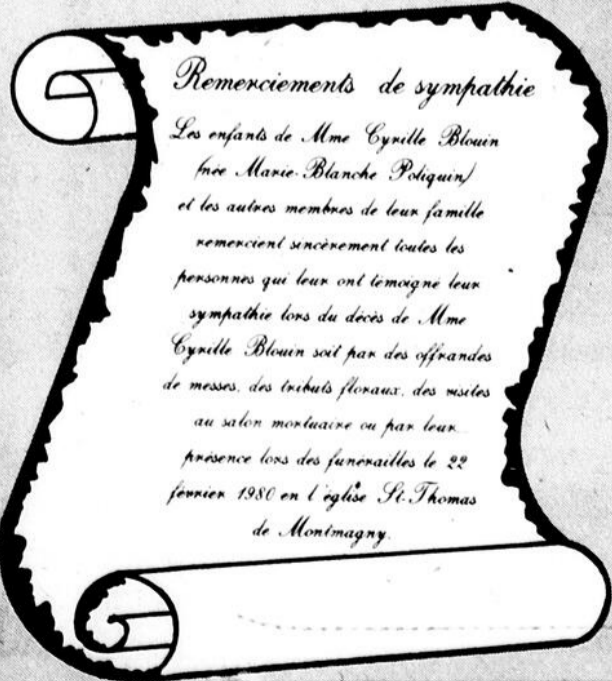 Remerciements de sympathie
Les enfants de Mme Cyrille Blouin
(née Marie-Blanche Poliquin)
et les autres membres de leur famille
remercient sincèrement toutes les
personnes qui leur ont témoigné leur
sympathie lors du décès de Mme
Cyrille Blouin soit par des offrandes
de messes, des tributs floraux, des visites
au salon mortuaire ou par leur
présence lors des funérailles le 22
février 1980 en l'église St-Thomas
de Montmagny.